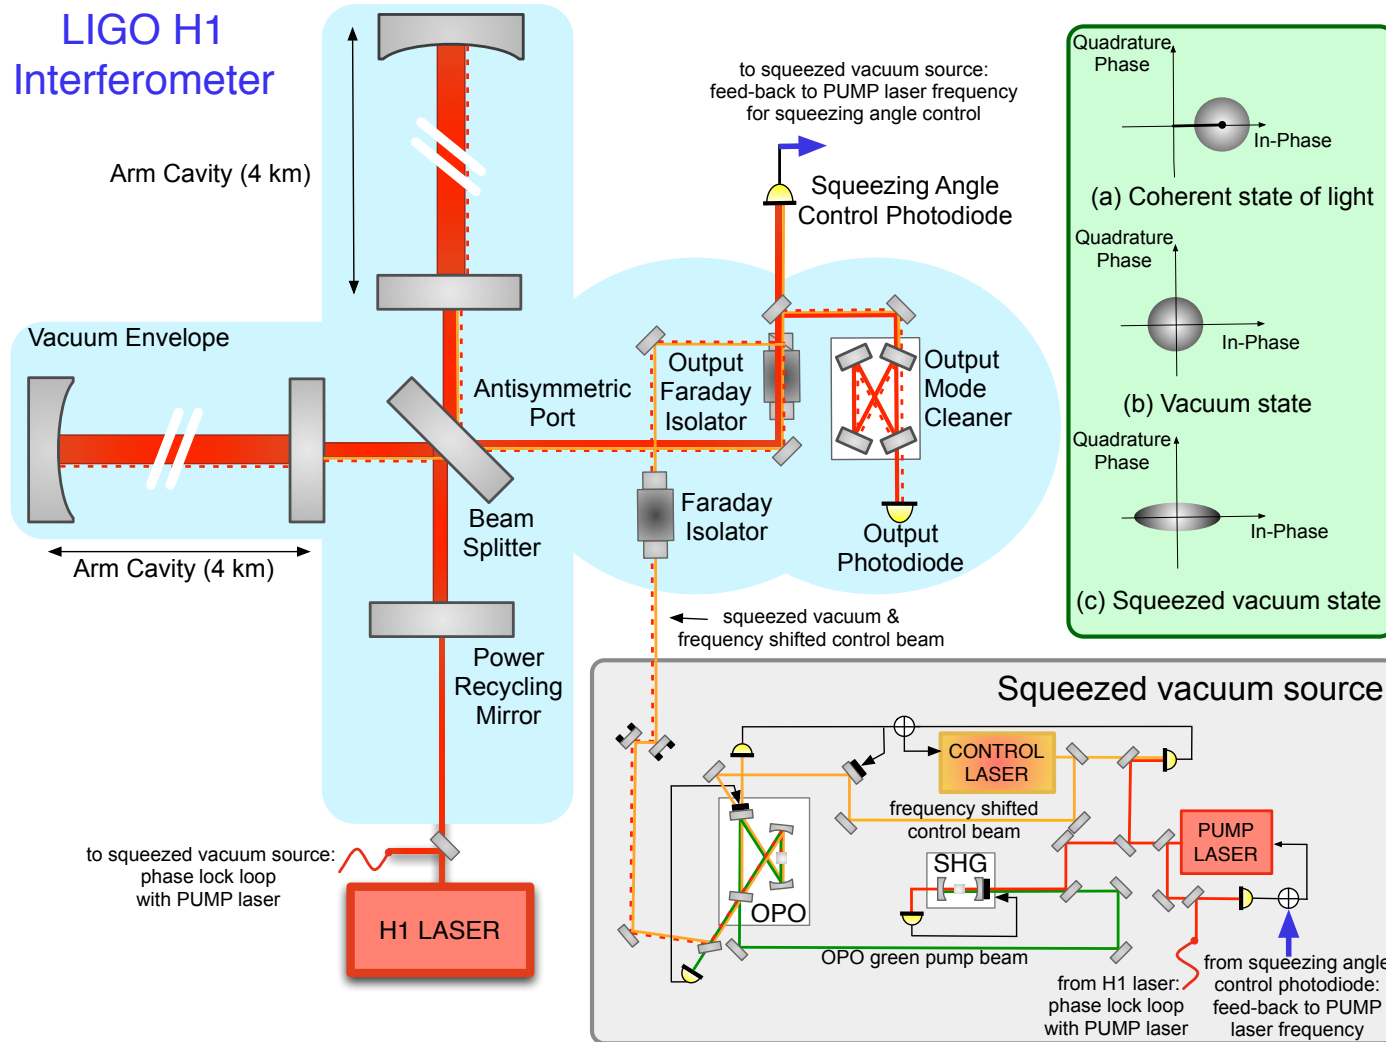 LIGO H1
Interferometer
Arm Cavity (4 km)
Vacuum Envelope
Arm Cavity (4 km)
Antisymmetric
Port
Beam
Splitter
Power
Recycling
Mirror
to squeezed vacuum source:
phase lock loop
with PUMP laser
H1 LASER
to squeezed vacuum source:
feed-back to PUMP laser frequency
for squeezing angle control
Squeezing Angle
Control Photodiode
Output
Faraday
Isolator
Output
Mode
Cleaner
Faraday
Isolator
Output
Photodiode
squeezed vacuum &
frequency shifted control beam
Quadrature
Phase
In-Phase
(a) Coherent state of light
Quadrature
Phase
In-Phase
(b) Vacuum state
Quadrature
Phase
In-Phase
(c) Squeezed vacuum state
Squeezed vacuum source
CONTROL
LASER
frequency shifted
control beam
PUMP
LASER
SHG
OPO
OPO green pump beam
from H1 laser:
phase lock loop
with PUMP laser
from squeezing angle
control photodiode:
feed-back to PUMP
laser frequency